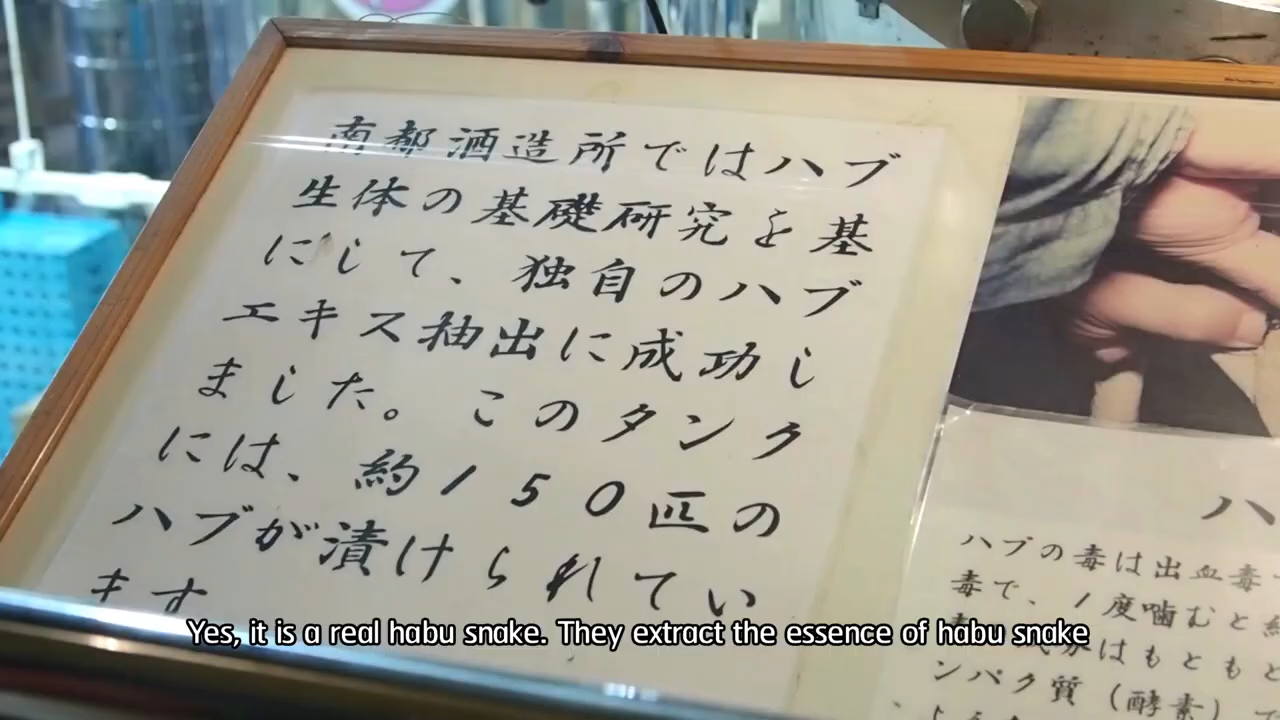 南都酒造所ではハブ
生体の基礎研究を基
にして、独自のハブ
エキス抽出に成功し
ました。このタンク
には、約150匹の
ハブが漬けられてい
ます
ハ
ハブの毒は出血毒
毒で、1度噛むと
はもともと
ンパク質(酵素)
Yes, it is a real habu snake. They extract the essence of habu snake